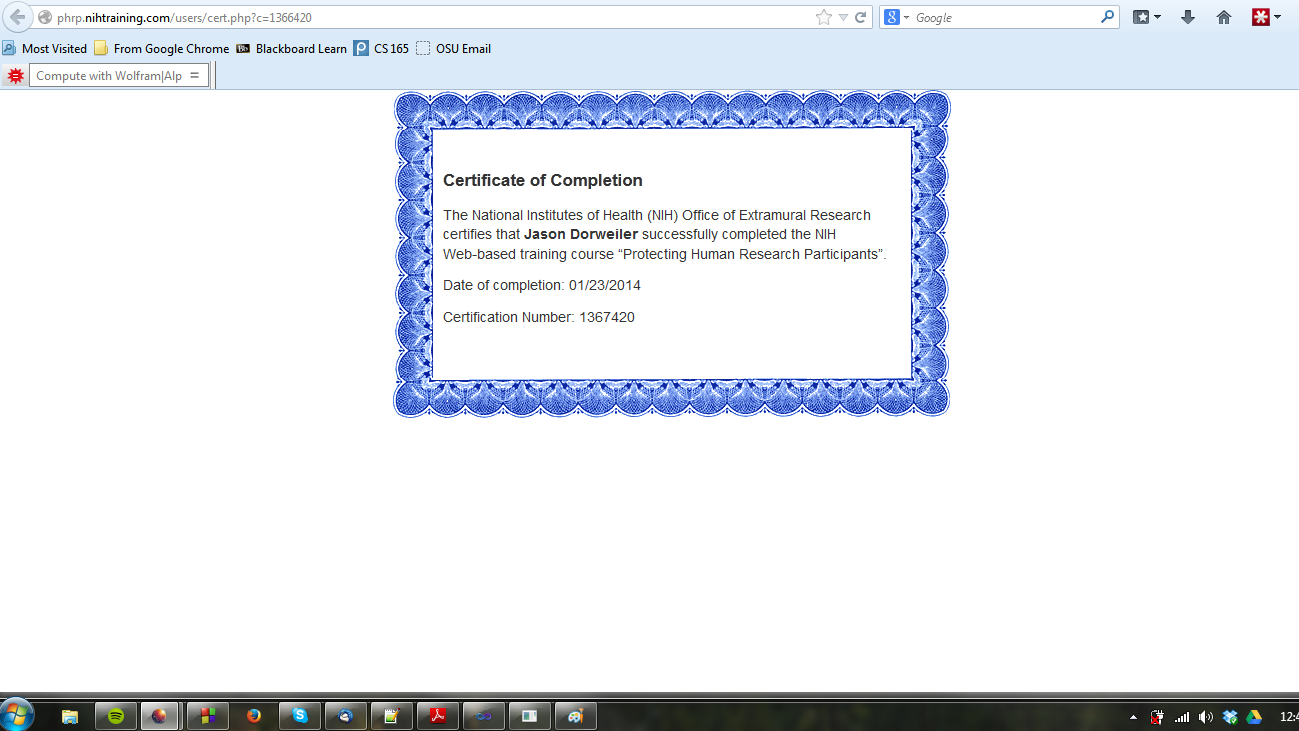 phrp.nihtraining.com/users/cert.php?c=1366420
Google
Most Visited From Google Chrome Bb Blackboard Learn CS 165 OSU Email
Compute with Wolfram|Alp =
Certificate of Completion
The National Institutes of Health (NIH) Office of Extramural Research
certifies that Jason Dorweiler successfully completed the NIH
Web-based training course “Protecting Human Research Participants”.
Date of completion: 01/23/2014
Certification Number: 1367420